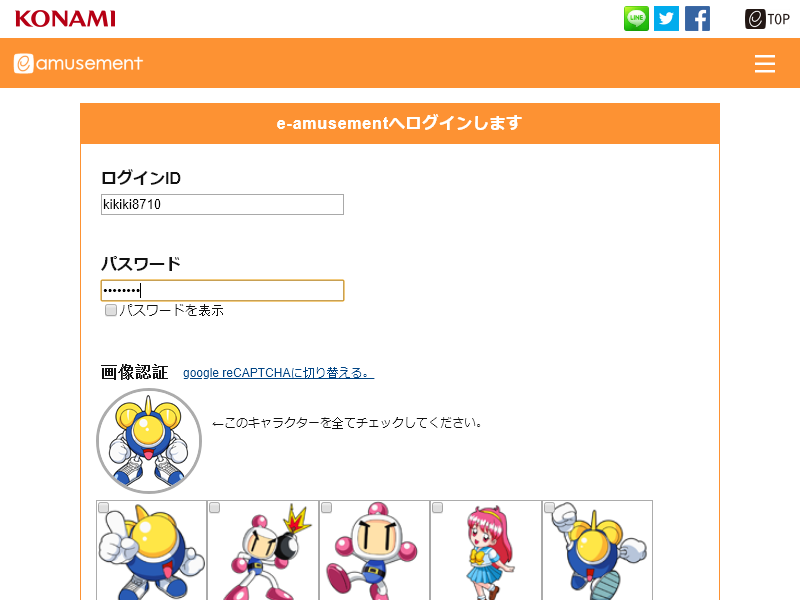 KONAMI
LINE
TOP
e-amusement
e-amusementへログインします
ログインID
kikiki8710
パスワード
••••••••
パスワードを表示
画像認証 google reCAPTCHAに切り替える。
←このキャラクターを全てチェックしてください。